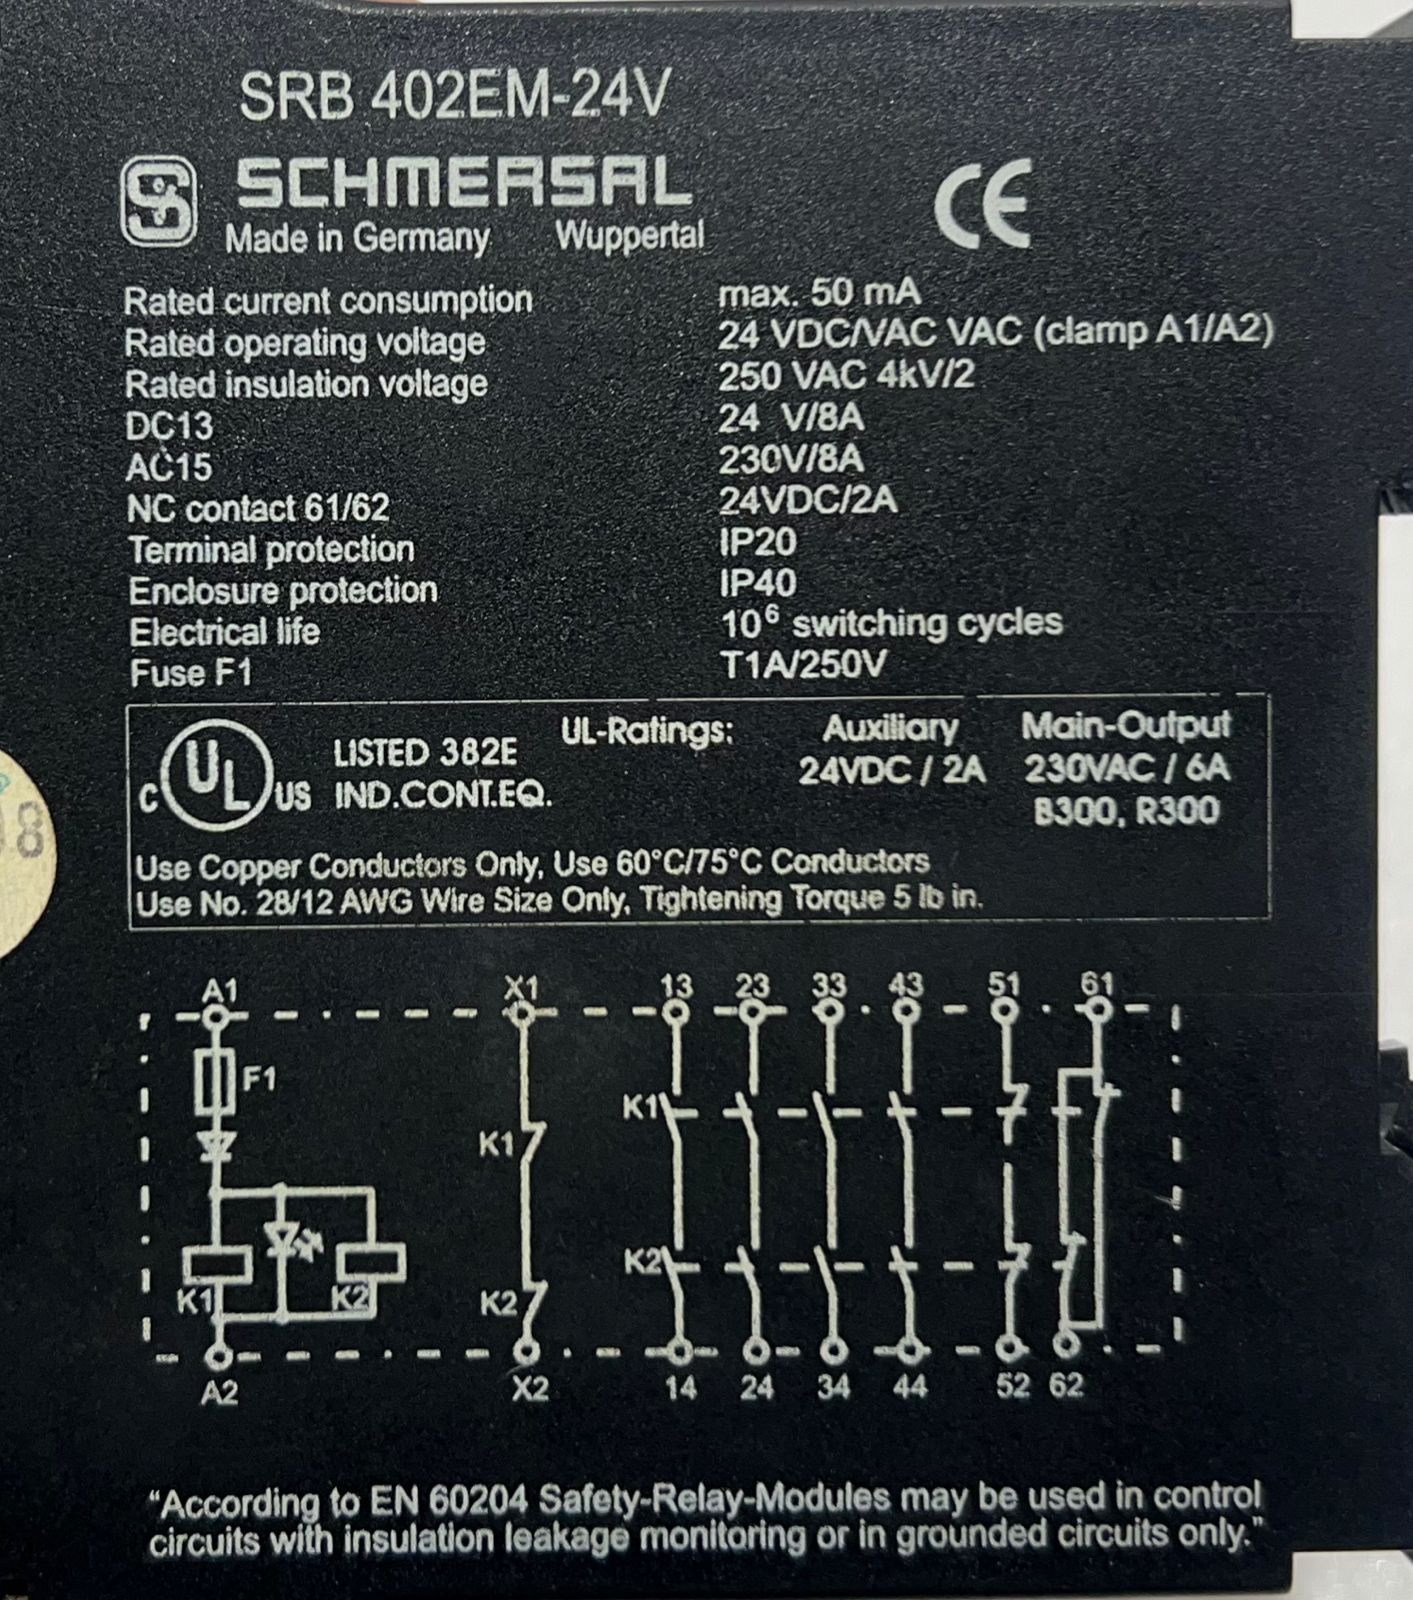 SRB 402EM-24V
S SCHMERSAL CE
Made in Germany Wuppertal
Rated current consumption max. 50 mA
Rated operating voltage 24 VDC/VAC VAC (clamp A1/A2)
Rated insulation voltage 250 VAC 4kV/2
DC13 24 V/8A
AC15 230V/8A
NC contact 61/62 24VDC/2A
Terminal protection IP20
Enclosure protection IP40
Electrical life 10⁶ switching cycles
Fuse F1 T1A/250V
UL-Ratings: Auxiliary Main-Output
C UL US LISTED 382E 24VDC / 2A 230VAC / 6A
IND.CONT.EQ. B300, R300
8
Use Copper Conductors Only, Use 60°C/75°C Conductors
Use No. 28/12 AWG Wire Size Only, Tightening Torque 5 lb in.
A1 X1 13 23 33 43 51 61
F1
K1
K1
K2
K1 K2 K2
A2 X2 14 24 34 44 52 62
"According to EN 60204 Safety-Relay-Modules may be used in control
circuits with insulation leakage monitoring or in grounded circuits only."